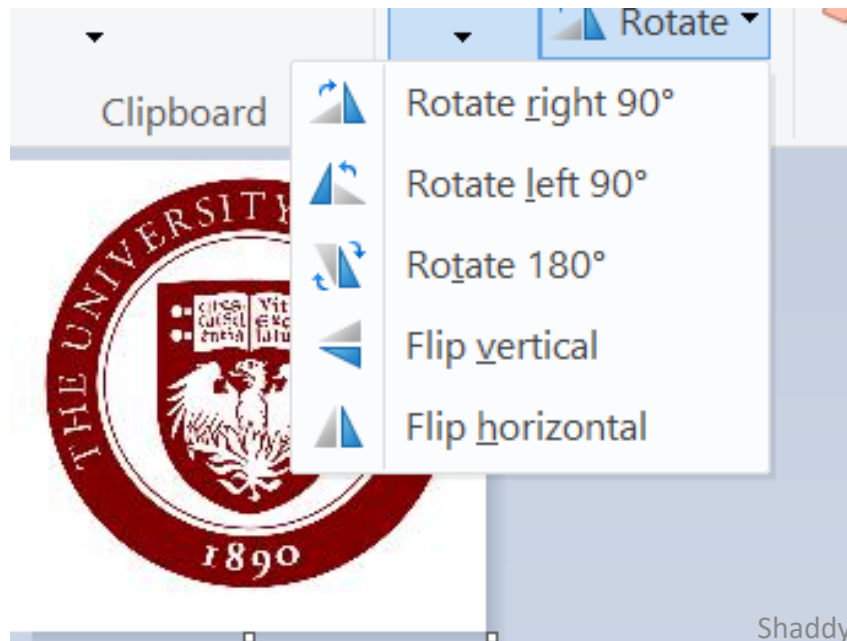 Rotate
Clipboard
Rotate right 90°
Rotate left 90°
Rotate 180°
Flip vertical
Flip horizontal
THE UNIVERSITY
1890
Shaddy